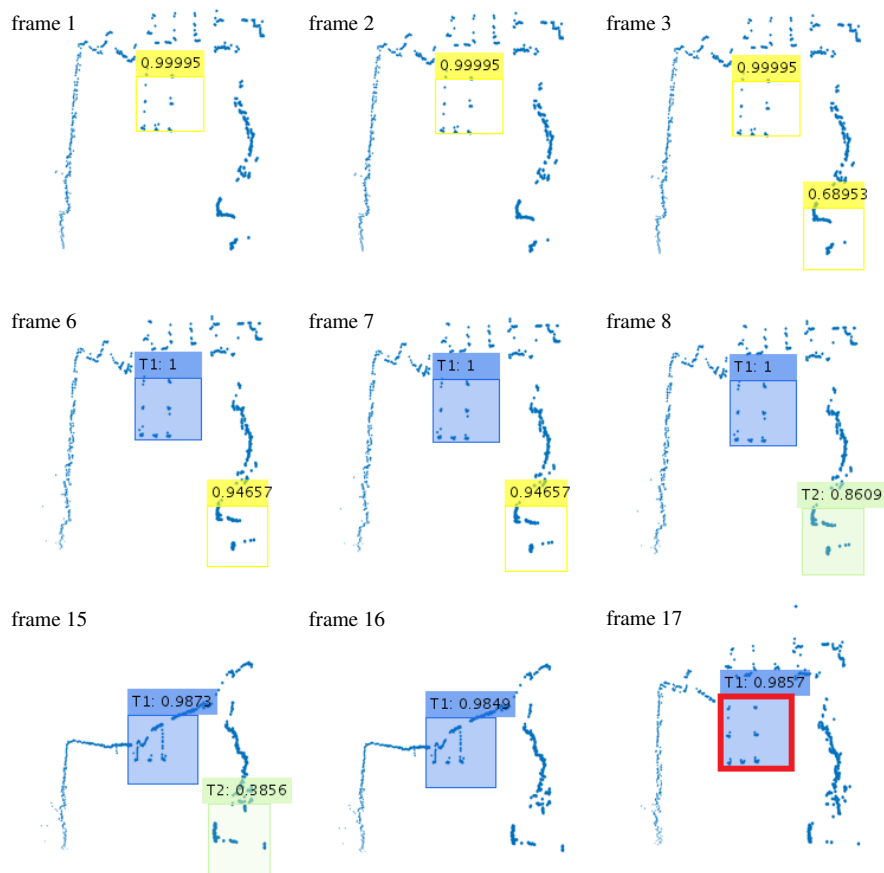 frame 1
0.99995
frame 2
0.99995
frame 3
0.99995
0.68953
frame 6
T1: 1
0.94657
frame 7
T1: 1
0.94657
frame 8
T1: 1
T2: 0.8609
frame 15
T1: 0.9873
T2: 0.3856
frame 16
T1: 0.9849
frame 17
T1: 0.9857